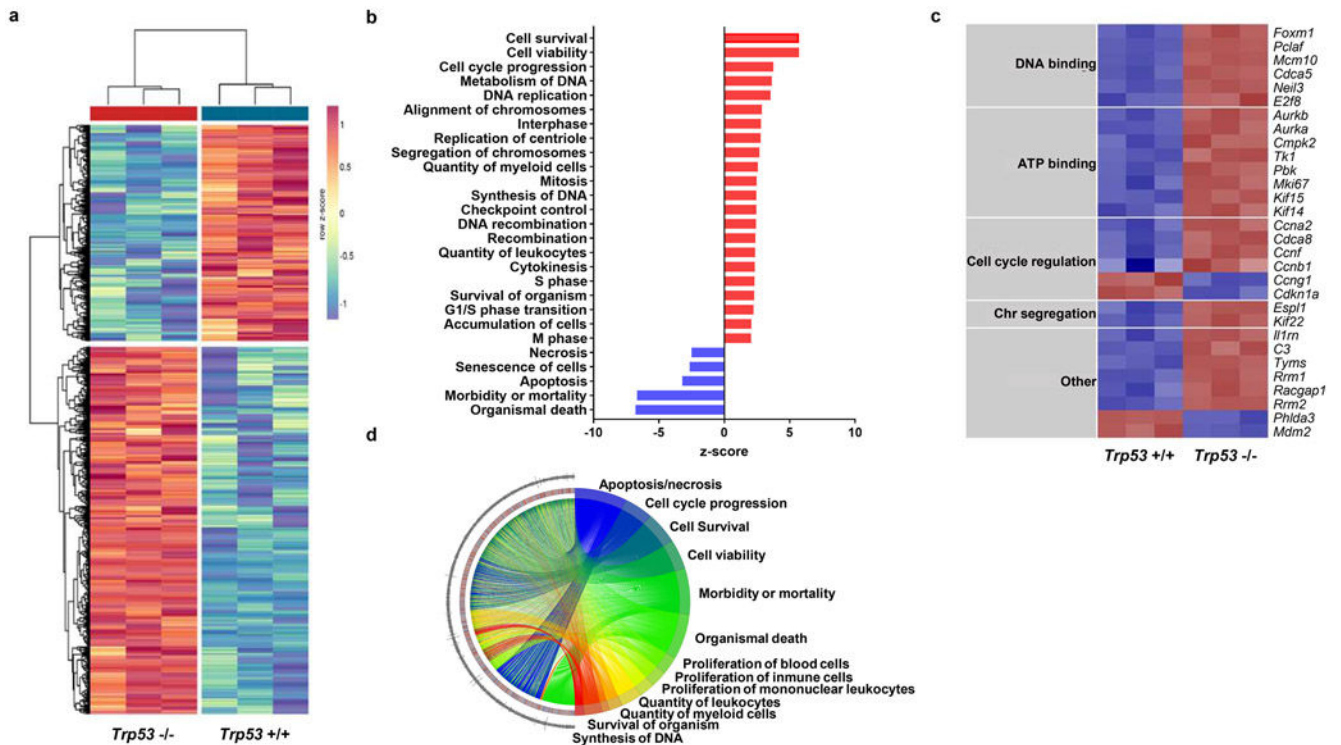 a
1
0.5
0
-0.5
-1
row z-score
Trp53 -/-
Trp53 +/+
b
Cell survival
Cell viability
Cell cycle progression
Metabolism of DNA
DNA replication
Alignment of chromosomes
Interphase
Replication of centriole
Segregation of chromosomes
Quantity of myeloid cells
Mitosis
Synthesis of DNA
Checkpoint control
DNA recombination
Recombination
Quantity of leukocytes
Cytokinesis
S phase
Survival of organism
G1/S phase transition
Accumulation of cells
M phase
Necrosis
Senescence of cells
Apoptosis
Morbidity or mortality
Organismal death
-10
-5
0
5
10
z-score
c
DNA binding
ATP binding
Cell cycle regulation
Chr segregation
Other
Foxm1
Pclaf
Mcm10
Cdca5
Neil3
E2f8
Aurkb
Aurka
Cmpk2
Tk1
Pbk
Mki67
Kif15
Kif14
Ccna2
Cdca8
Ccnf
Ccnb1
Ccng1
Cdkn1a
Espl1
Kif22
Il1rn
C3
Tyms
Rrm1
Racgap1
Rrm2
Phlda3
Mdm2
Trp53 +/+
Trp53 -/-
d
Apoptosis/necrosis
Cell cycle progression
Cell Survival
Cell viability
Morbidity or mortality
Organismal death
Proliferation of blood cells
Proliferation of inmune cells
Proliferation of mononuclear leukocytes
Quantity of leukocytes
Quantity of myeloid cells
Survival of organism
Synthesis of DNA